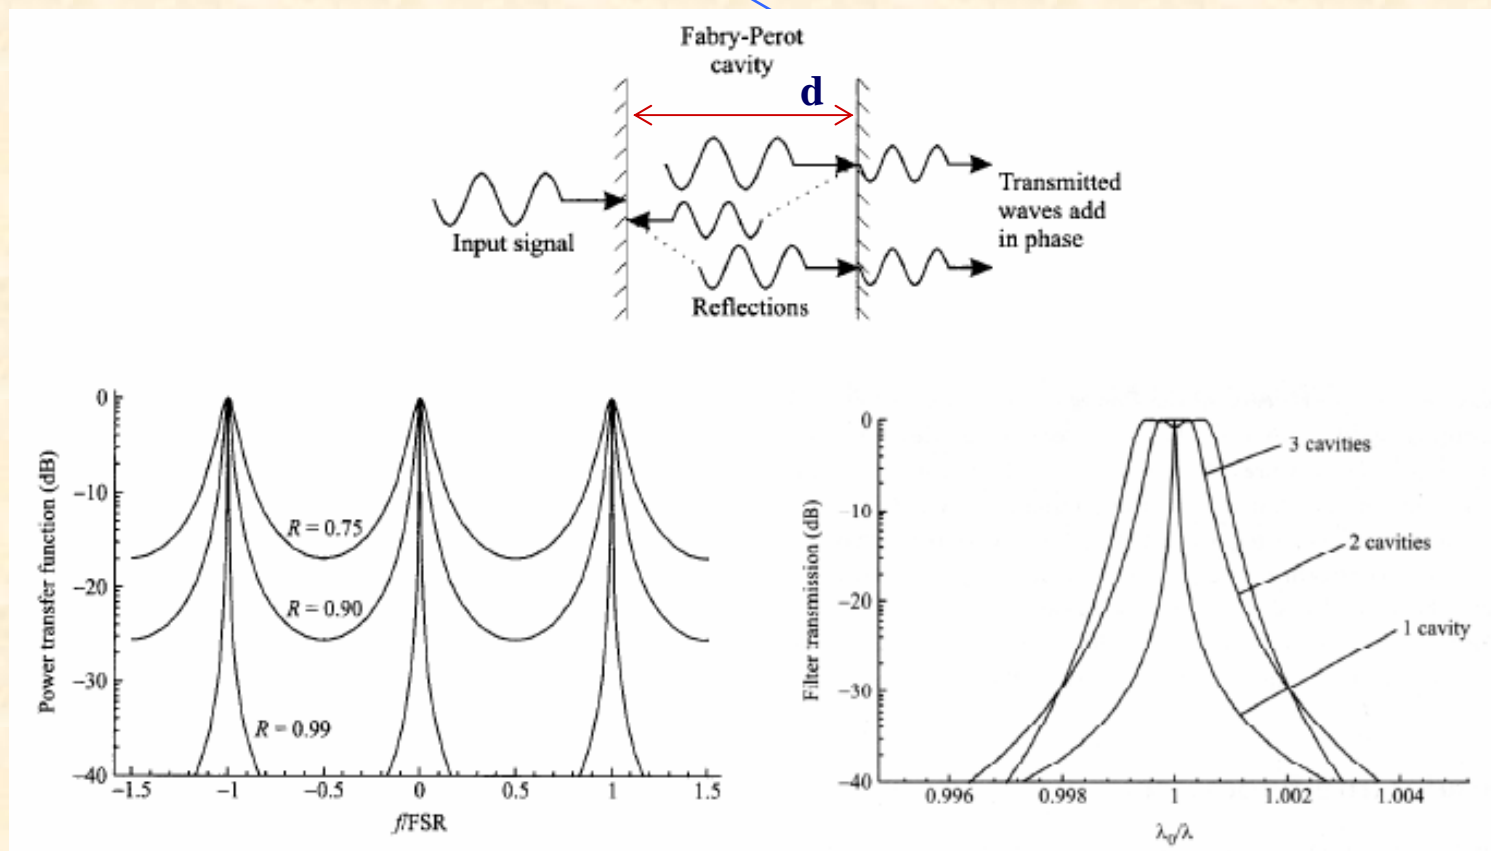 Fabry-Perot
cavity
d
Input signal
Reflections
Transmitted
waves add
in phase
Power transfer function (dB)
0
−10
−20
−30
−40
R = 0.75
R = 0.90
R = 0.99
−1.5
−1
−0.5
0
0.5
1
1.5
f/FSR
Filter transmission (dB)
0
−10
−20
−30
−40
3 cavities
2 cavities
1 cavity
0.996
0.998
1
1.002
1.004
λ₀/λ